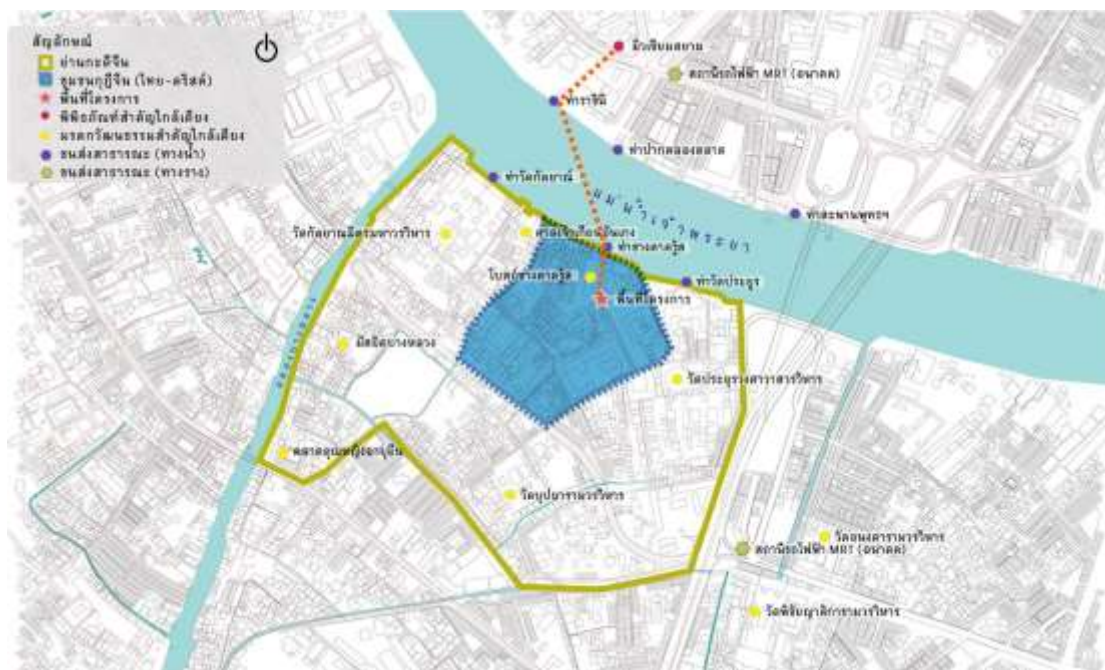 สัญลักษณ์
ย่านกะดีจีน
ชุมชนกุฎีจีน (ไทย-คริสต์)
พื้นที่โครงการ
พิพิธภัณฑ์สำคัญใกล้เคียง
มรดกวัฒนธรรมสำคัญใกล้เคียง
ขนส่งสาธารณะ (ทางน้ำ)
ขนส่งสาธารณะ (ทางราง)
มิวเซียมสยาม
สถานีรถไฟฟ้า MRT (อนาคต)
ท่าราชินี
ท่าปากคลองตลาด
ท่าวัดกัลยาณ์
แม่น้ำเจ้าพระยา
ท่าสะพานพุทธฯ
วัดกัลยาณมิตรมหาวรวิหาร
ท่าซางตาครู้ส
โบสถ์ซางตาครู้ส
ท่าวัดประยูร
พื้นที่โครงการ
มัสยิดบางหลวง
วัดประยุรวงศาวาสวรวิหาร
วัดบุปผารามวรวิหาร
วัดอนงคารามวรวิหาร
สถานีรถไฟฟ้า MRT (อนาคต)
วัดพิชยญาติการามวรวิหาร